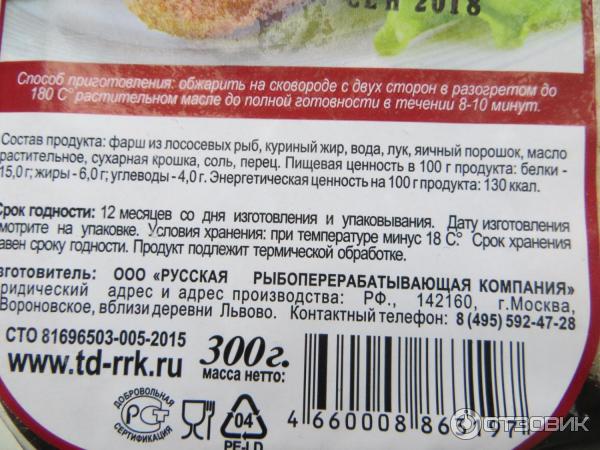 СЕН 2018
Способ приготовления: обжарить на сковороде с двух сторон в разогретом до
180 С° растительном масле до полной готовности в течении 8-10 минут.
Состав продукта: фарш из лососевых рыб, куриный жир, вода, лук, яичный порошок, масло
растительное, сухарная крошка, соль, перец. Пищевая ценность в 100 г продукта: белки -
15,0 г; жиры - 6,0 г; углеводы - 4,0 г. Энергетическая ценность на 100 г продукта: 130 ккал.
Срок годности: 12 месяцев со дня изготовления и упаковывания. Дату изготовления
смотрите на упаковке. Условия хранения: при температуре минус 18 С°. Срок хранения
равен сроку годности. Продукт подлежит термической обработке.
зготовитель: ООО «РУССКАЯ РЫБОПЕРЕРАБАТЫВАЮЩАЯ КОМПАНИЯ»
ридический адрес и адрес производства: РФ., 142160, г.Москва,
Вороновское, вблизи деревни Львово. Контактный телефон: 8 (495) 592-47-28
СТО 81696503-005-2015
www.td-rrk.ru
300г.
масса нетто:
ДОБРОВОЛЬНАЯ
РСТ
СЕРТИФИКАЦИЯ
04
PE-LD
4 660008 863197
ОТЗОВИК